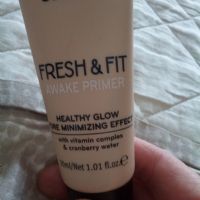 FRESH & FIT
AWAKE PRIMER
HEALTHY GLOW
MINIMIZING EFFECT
with vitamin complex
& cranberry water
30ml/Net 1.01 fl.oz.℮